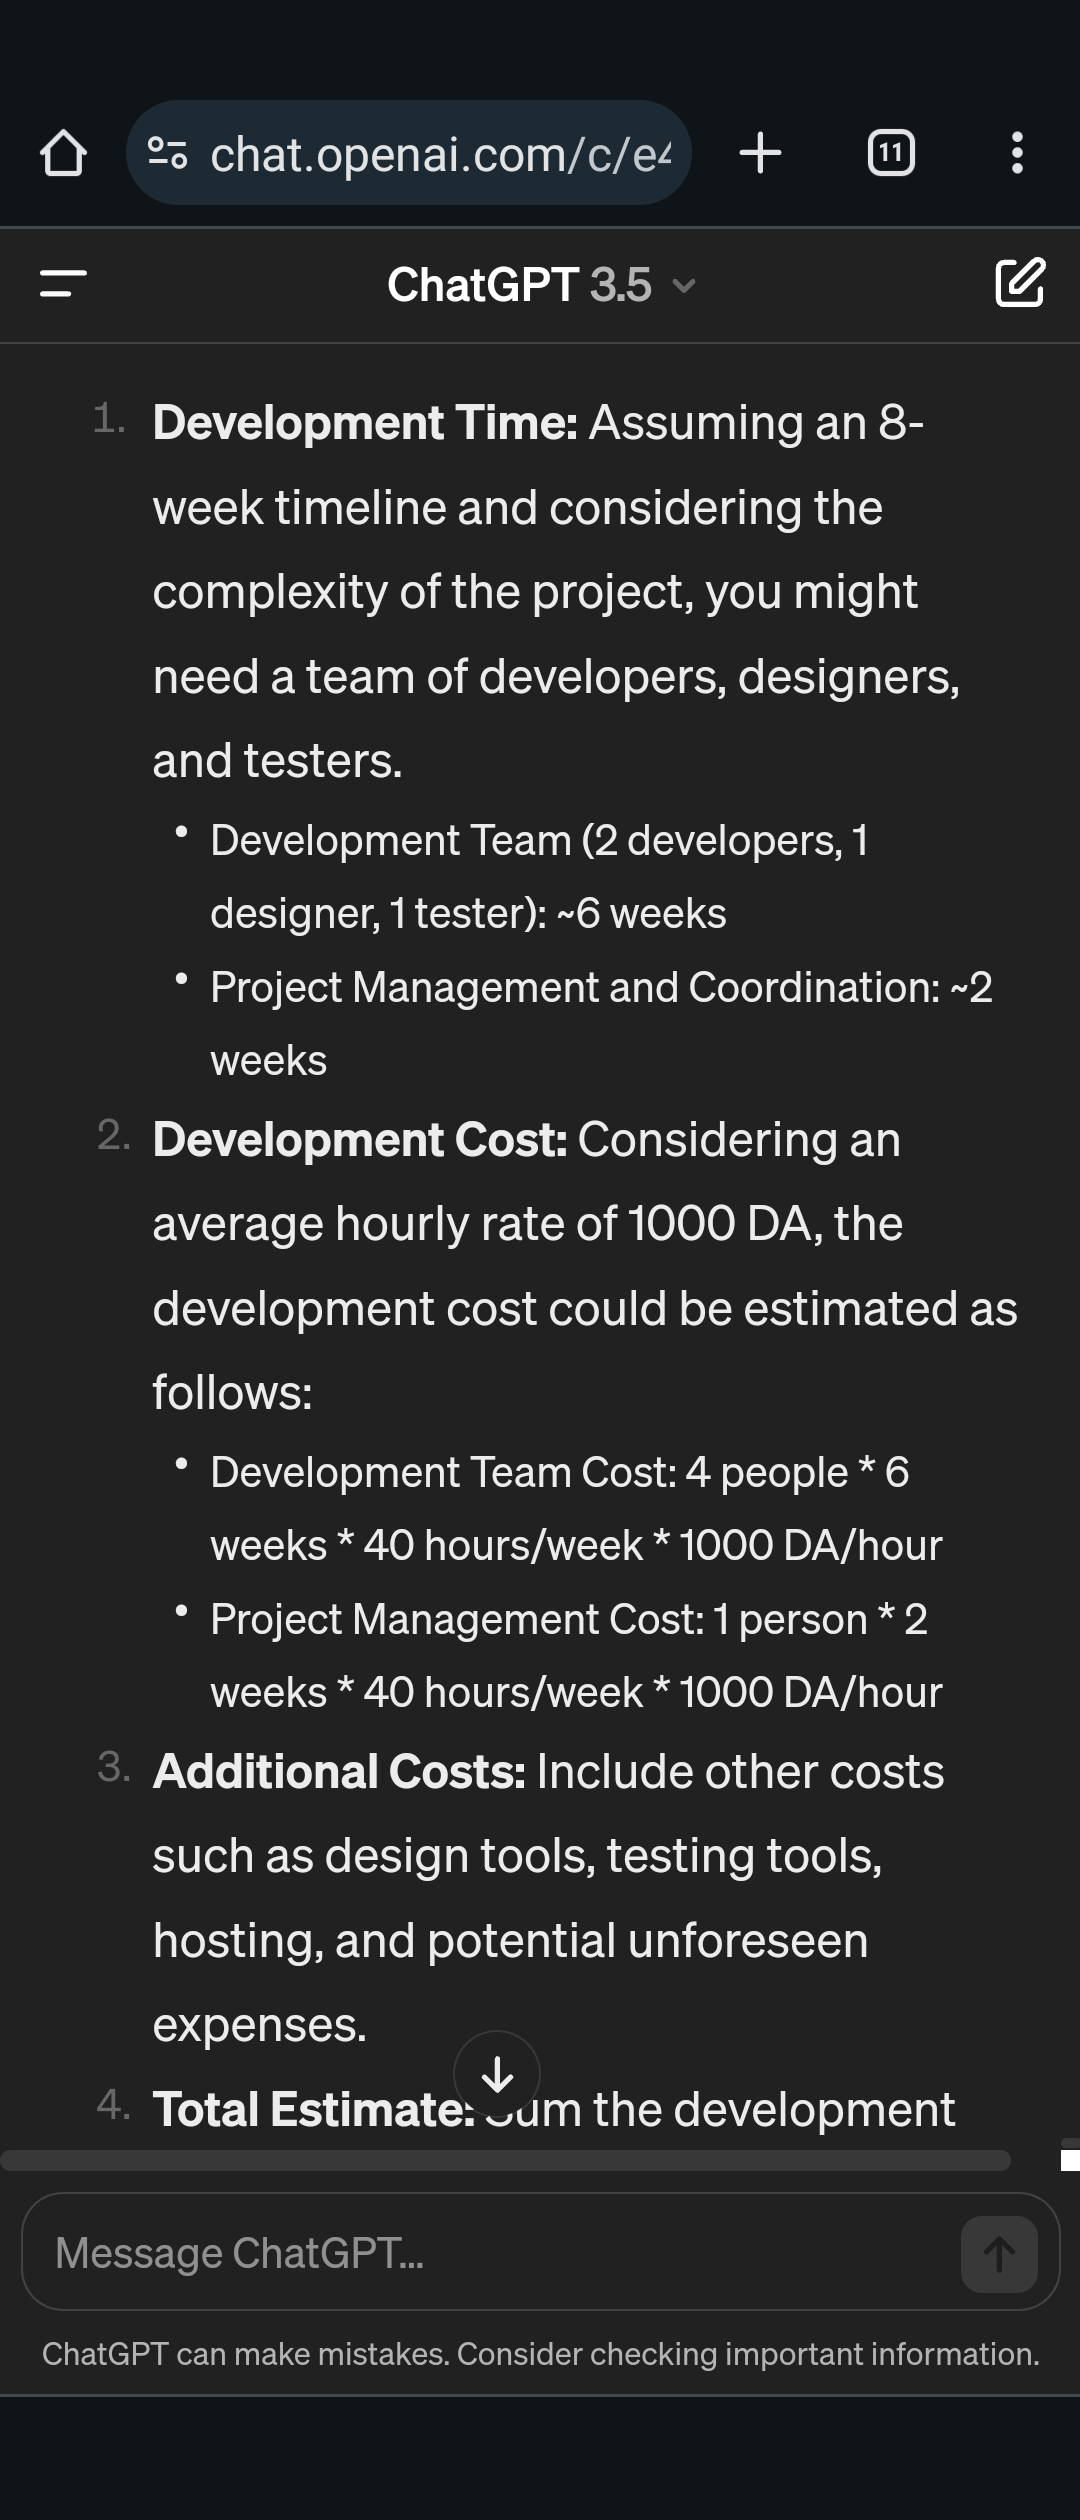 chat.openai.com/c/e
11
ChatGPT 3.5
1. Development Time: Assuming an 8-
week timeline and considering the
complexity of the project, you might
need a team of developers, designers,
and testers.
• Development Team (2 developers, 1
designer, 1 tester): ~6 weeks
• Project Management and Coordination: ~2
weeks
2. Development Cost: Considering an
average hourly rate of 1000 DA, the
development cost could be estimated as
follows:
• Development Team Cost: 4 people * 6
weeks * 40 hours/week * 1000 DA/hour
• Project Management Cost: 1 person * 2
weeks * 40 hours/week * 1000 DA/hour
3. Additional Costs: Include other costs
such as design tools, testing tools,
hosting, and potential unforeseen
expenses.
4. Total Estimate: Sum the development
Message ChatGPT...
ChatGPT can make mistakes. Consider checking important information.